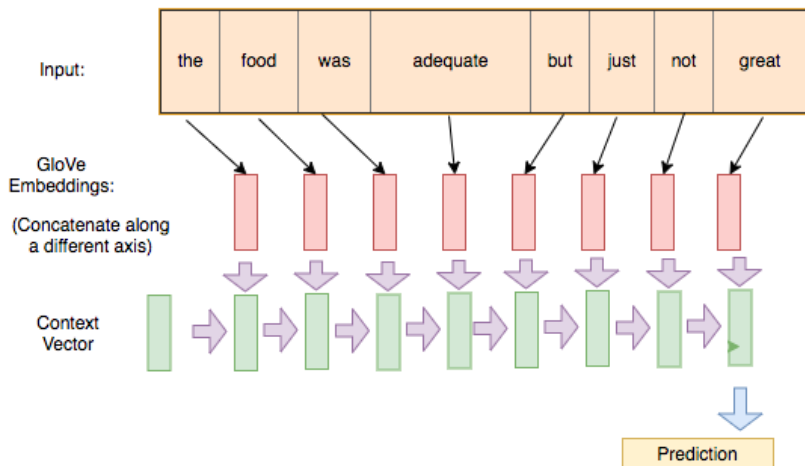 Input:
the food was adequate but just not great
GloVe
Embeddings:
(Concatenate along
a different axis)
Context
Vector
Prediction